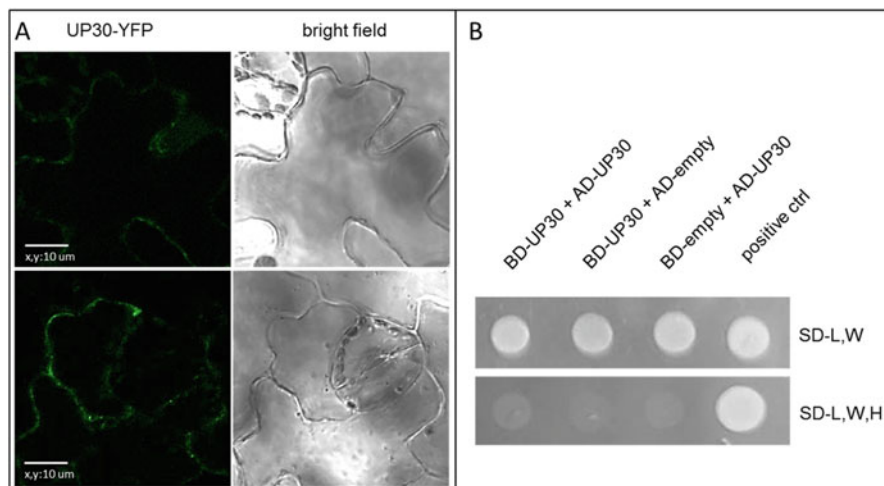 A
UP30-YFP
bright field
x,y:10 um
x,y:10 um
B
BD-UP30 + AD-UP30
BD-UP30 + AD-empty
BD-empty + AD-UP30
positive ctrl
SD-L,W
SD-L,W,H